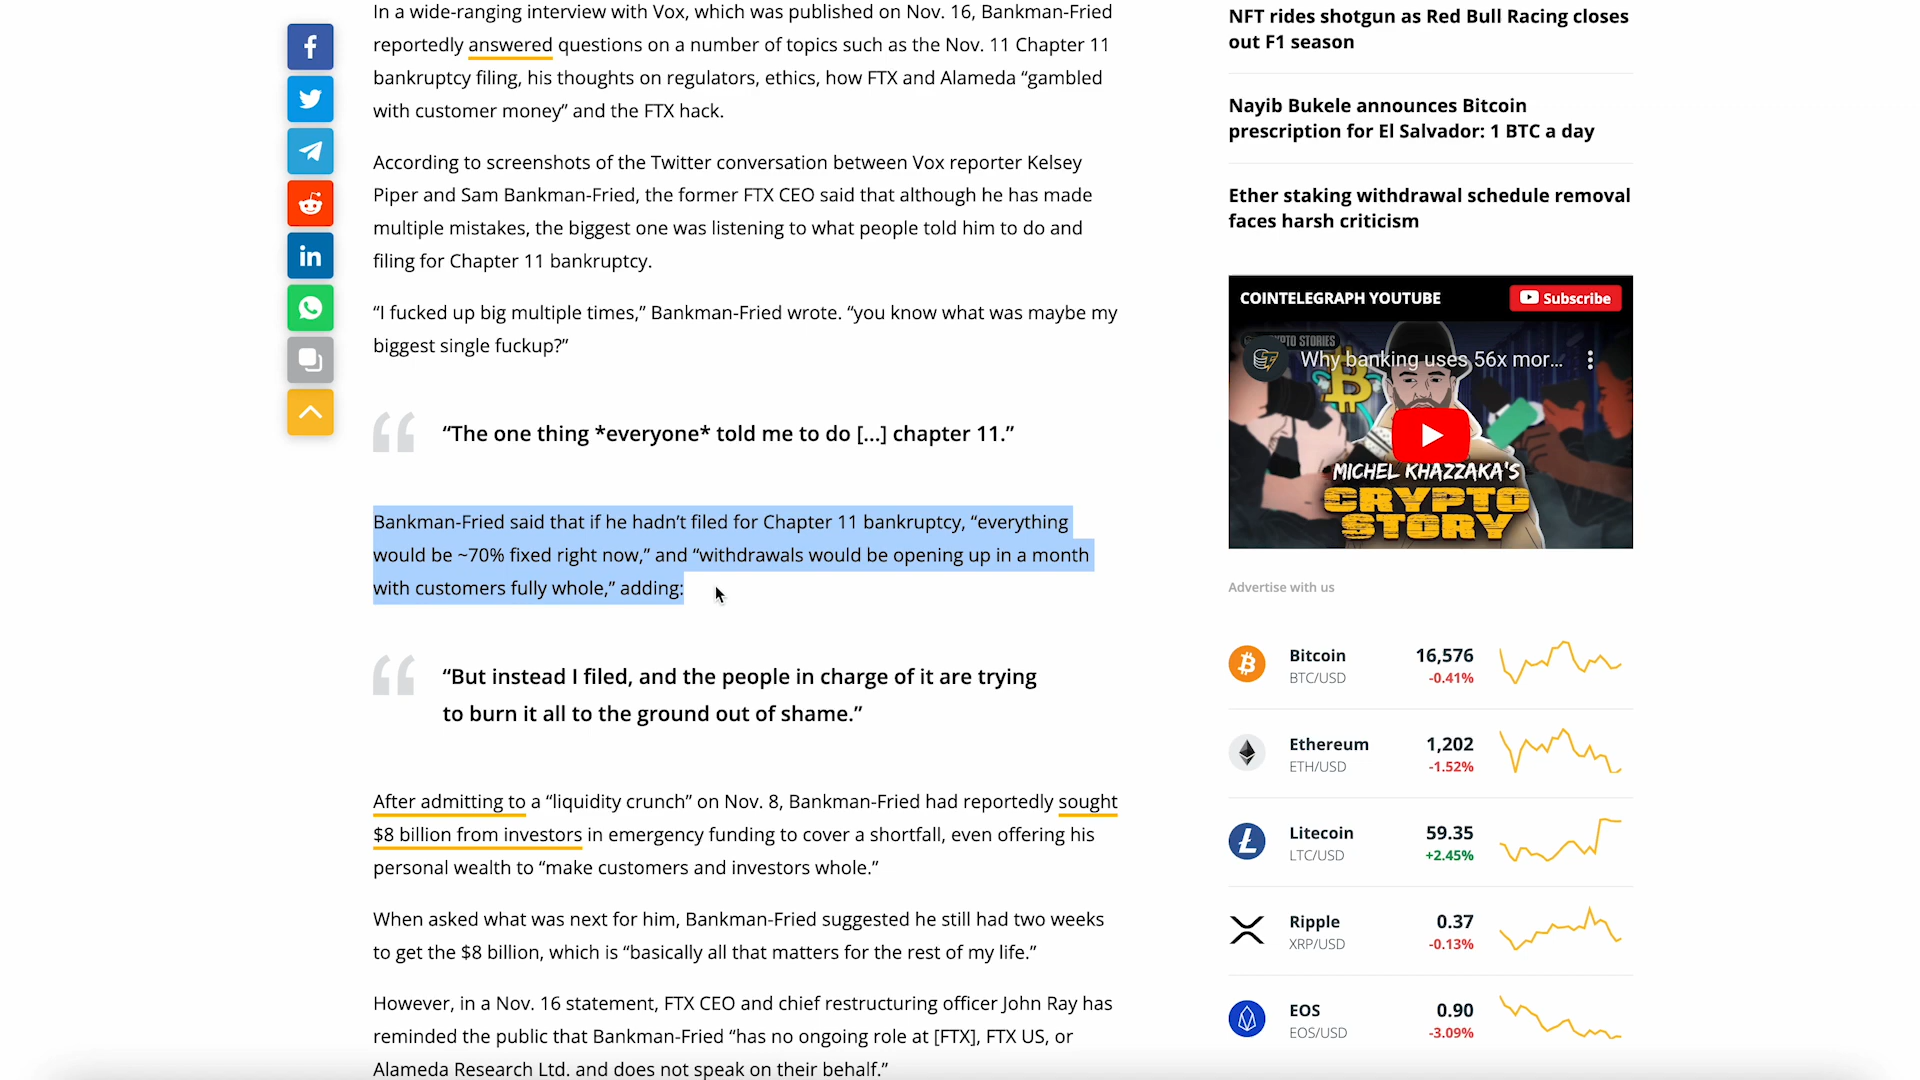 In a wide-ranging interview with Vox, which was published on Nov. 16, Bankman-Fried
reportedly answered questions on a number of topics such as the Nov. 11 Chapter 11
bankruptcy filing, his thoughts on regulators, ethics, how FTX and Alameda “gambled
with customer money” and the FTX hack.
According to screenshots of the Twitter conversation between Vox reporter Kelsey
Piper and Sam Bankman-Fried, the former FTX CEO said that although he has made
multiple mistakes, the biggest one was listening to what people told him to do and
filing for Chapter 11 bankruptcy.
“I fucked up big multiple times,” Bankman-Fried wrote. “you know what was maybe my
biggest single fuckup?”
“The one thing *everyone* told me to do [...] chapter 11.”
Bankman-Fried said that if he hadn’t filed for Chapter 11 bankruptcy, “everything
would be ~70% fixed right now,” and “withdrawals would be opening up in a month
with customers fully whole,” adding:
“But instead I filed, and the people in charge of it are trying
to burn it all to the ground out of shame.”
After admitting to a “liquidity crunch” on Nov. 8, Bankman-Fried had reportedly sought
$8 billion from investors in emergency funding to cover a shortfall, even offering his
personal wealth to “make customers and investors whole.”
When asked what was next for him, Bankman-Fried suggested he still had two weeks
to get the $8 billion, which is “basically all that matters for the rest of my life.”
However, in a Nov. 16 statement, FTX CEO and chief restructuring officer John Ray has
reminded the public that Bankman-Fried “has no ongoing role at [FTX], FTX US, or
Alameda Research Ltd. and does not speak on their behalf.”
NFT rides shotgun as Red Bull Racing closes
out F1 season
Nayib Bukele announces Bitcoin
prescription for El Salvador: 1 BTC a day
Ether staking withdrawal schedule removal
faces harsh criticism
COINTELEGRAPH YOUTUBE
Subscribe
STORIES
Why banking uses 56x mor...
MICHEL KHAZZAKA'S
CRYPTO
STORY
Advertise with us
Bitcoin 16,576
BTC/USD -0.41%
Ethereum 1,202
ETH/USD -1.52%
Litecoin 59.35
LTC/USD +2.45%
Ripple 0.37
XRP/USD -0.13%
EOS 0.90
EOS/USD -3.09%